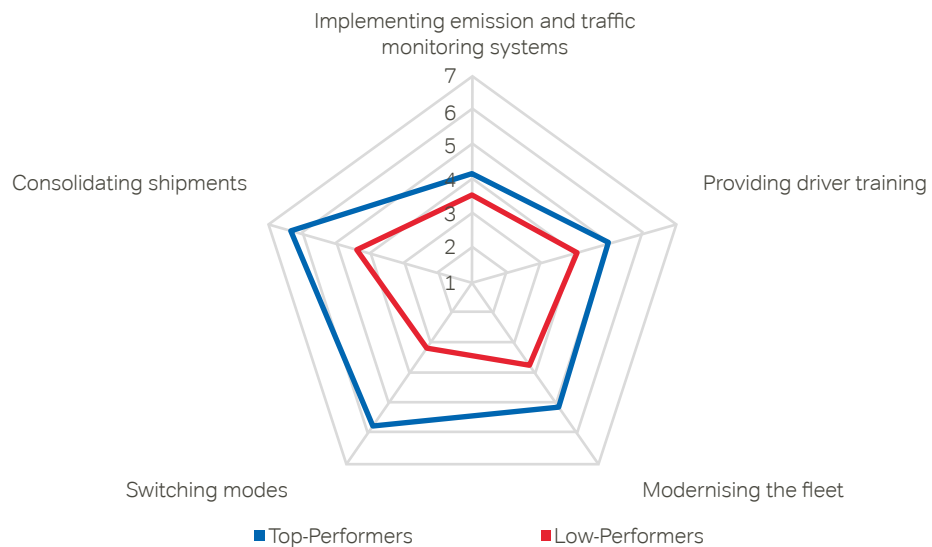 Implementing emission and traffic
monitoring systems
7
6
5
4
3
2
1
Consolidating shipments
Providing driver training
Switching modes
Modernising the fleet
Top-Performers
Low-Performers